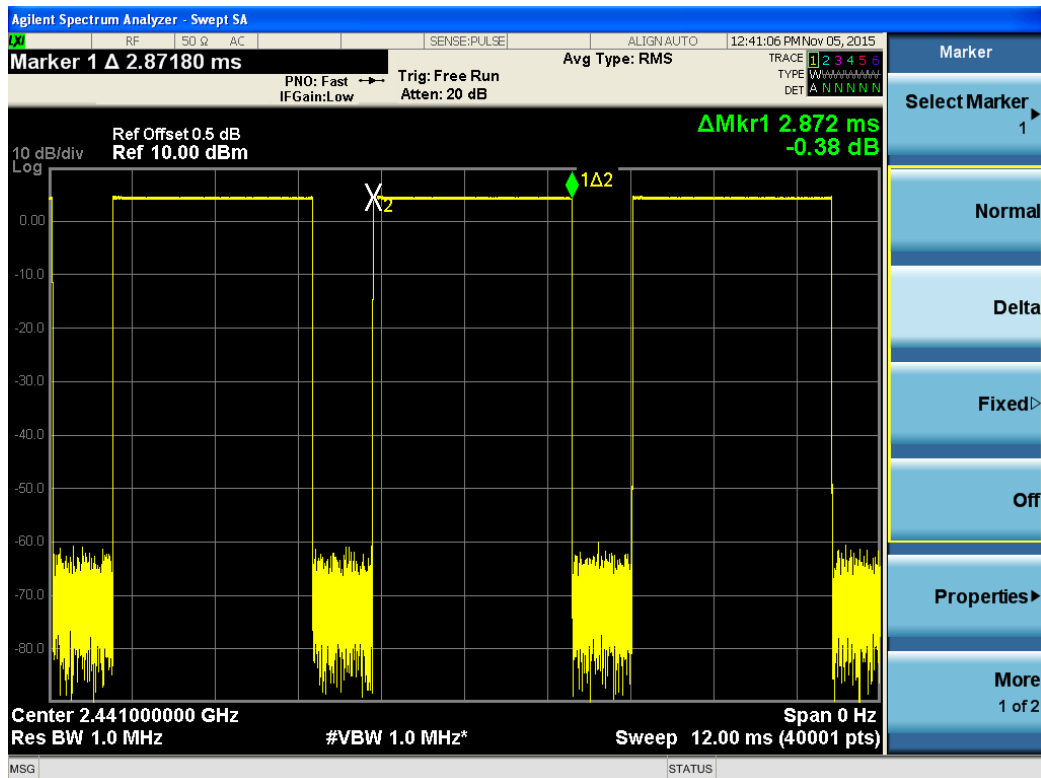 Agilent Spectrum Analyzer - Swept SA
LXI RF 50 Ω AC SENSE:PULSE ALIGN AUTO 12:41:06 PM Nov 05, 2015
Marker 1 Δ 2.87180 ms
PNO: Fast
IFGain:Low
Trig: Free Run
Atten: 20 dB
Avg Type: RMS
TRACE 1 2 3 4 5 6
TYPE WWWWWW
DET A N N N N N
ΔMkr1 2.872 ms
-0.38 dB
Ref Offset 0.5 dB
10 dB/div Ref 10.00 dBm
Log
1Δ2
2
0.00
-10.0
-20.0
-30.0
-40.0
-50.0
-60.0
-70.0
-80.0
Center 2.441000000 GHz Span 0 Hz
Res BW 1.0 MHz #VBW 1.0 MHz* Sweep 12.00 ms (40001 pts)
MSG STATUS
Marker
Select Marker
1
Normal
Delta
Fixed
Off
Properties
More
1 of 2